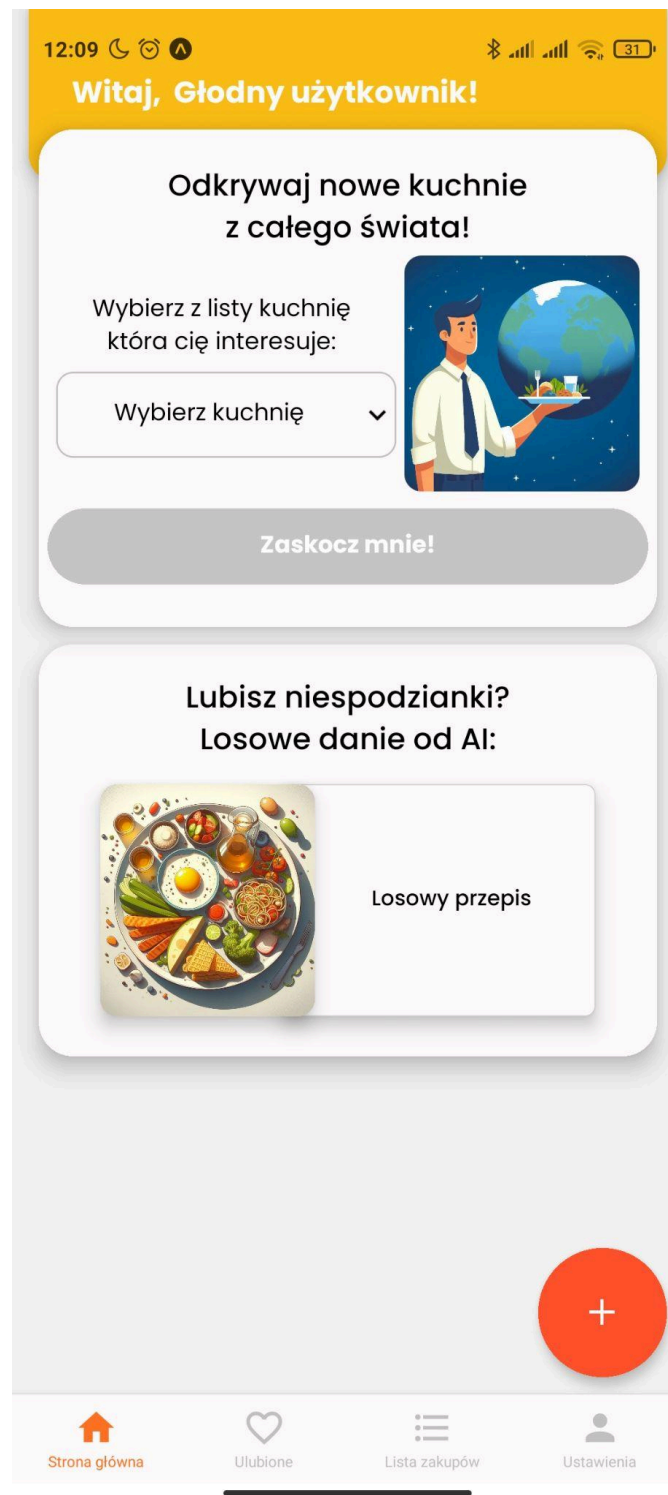 12:09
31
Witaj, Głodny użytkownik!
Odkrywaj nowe kuchnie
z całego świata!
Wybierz z listy kuchnię
która cię interesuje:
Wybierz kuchnię
Zaskocz mnie!
Lubisz niespodzianki?
Losowe danie od AI:
Losowy przepis
+
Strona główna
Ulubione
Lista zakupów
Ustawienia